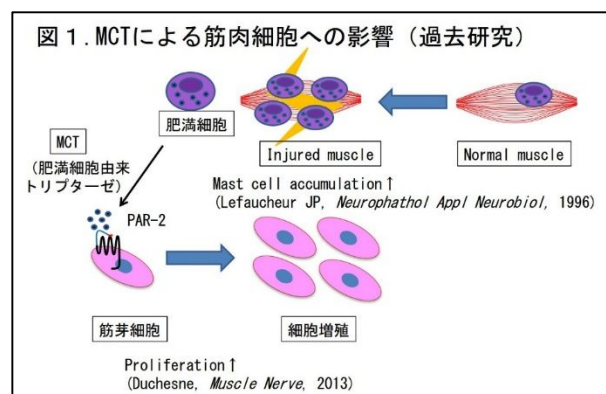 図１.MCTによる筋肉細胞への影響（過去研究）
肥満細胞
Injured muscle
Normal muscle
MCT
（肥満細胞由来
トリプターゼ）
Mast cell accumulation↑
(Lefaucheur JP, Neurophathol Appl Neurobiol, 1996)
PAR-2
筋芽細胞
細胞増殖
Proliferation↑
(Duchesne, Muscle Nerve, 2013)